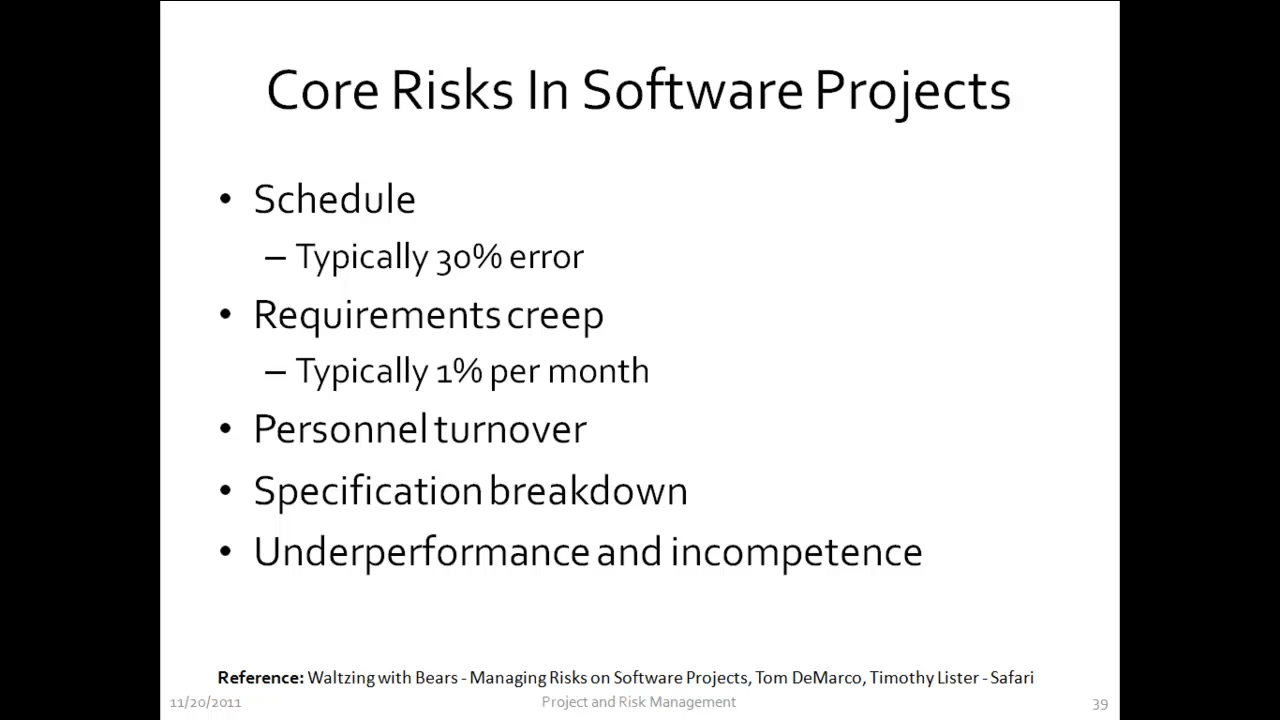 Core Risks In Software Projects
• Schedule
– Typically 30% error
• Requirements creep
– Typically 1% per month
• Personnel turnover
• Specification breakdown
• Underperformance and incompetence
Reference: Waltzing with Bears - Managing Risks on Software Projects, Tom DeMarco, Timothy Lister - Safari
11/20/2011 Project and Risk Management 39